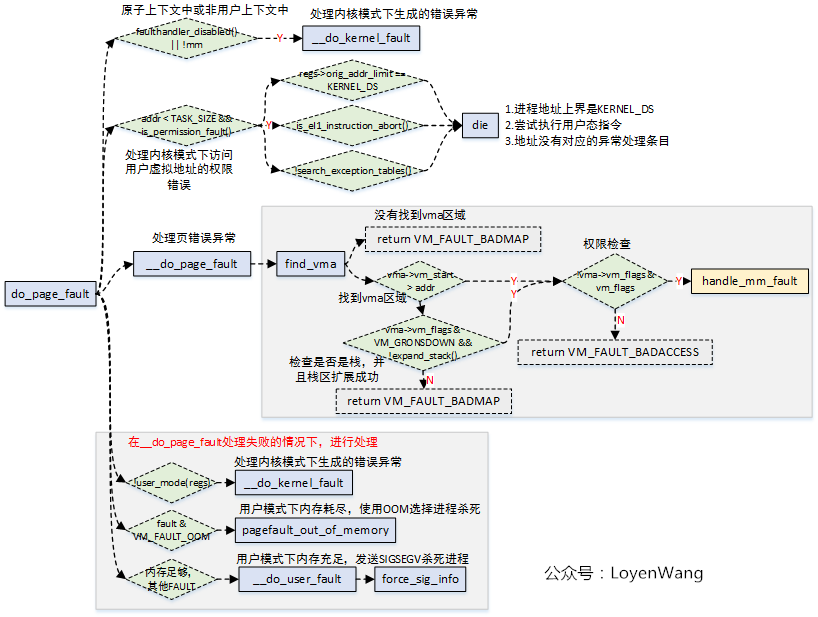 原子上下文中或非用户上下文中
faulthandler_disabled()
|| !mm
Y
处理内核模式下生成的错误异常
__do_kernel_fault
addr < TASK_SIZE &&
is_permission_fault()
Y
处理内核模式下访问
用户虚拟地址的权限
错误
regs->orig_addr_limit ==
KERNEL_DS
is_el1_instruction_abort()
!search_exception_tables()
die
1.进程地址上界是KERNEL_DS
2.尝试执行用户态指令
3.地址没有对应的异常处理条目
do_page_fault
处理页错误异常
__do_page_fault
find_vma
没有找到vma区域
return VM_FAULT_BADMAP
找到vma区域
vma->vm_start
> addr
Y
Y
vma->vm_flags &
VM_GRONSDOWN &&
!expand_stack()
检查是否是栈，并
且栈区扩展成功
N
return VM_FAULT_BADMAP
权限检查
!vma->vm_flags &
vm_flags
Y
handle_mm_fault
N
return VM_FAULT_BADACCESS
在__do_page_fault处理失败的情况下，进行处理
!user_mode(regs)
处理内核模式下生成的错误异常
__do_kernel_fault
fault &
VM_FAULT_OOM
用户模式下内存耗尽，使用OOM选择进程杀死
pagefault_out_of_memory
内存足够，
其他FAULT
用户模式下内存充足，发送SIGSEGV杀死进程
__do_user_fault
force_sig_info
公众号：LoyenWang